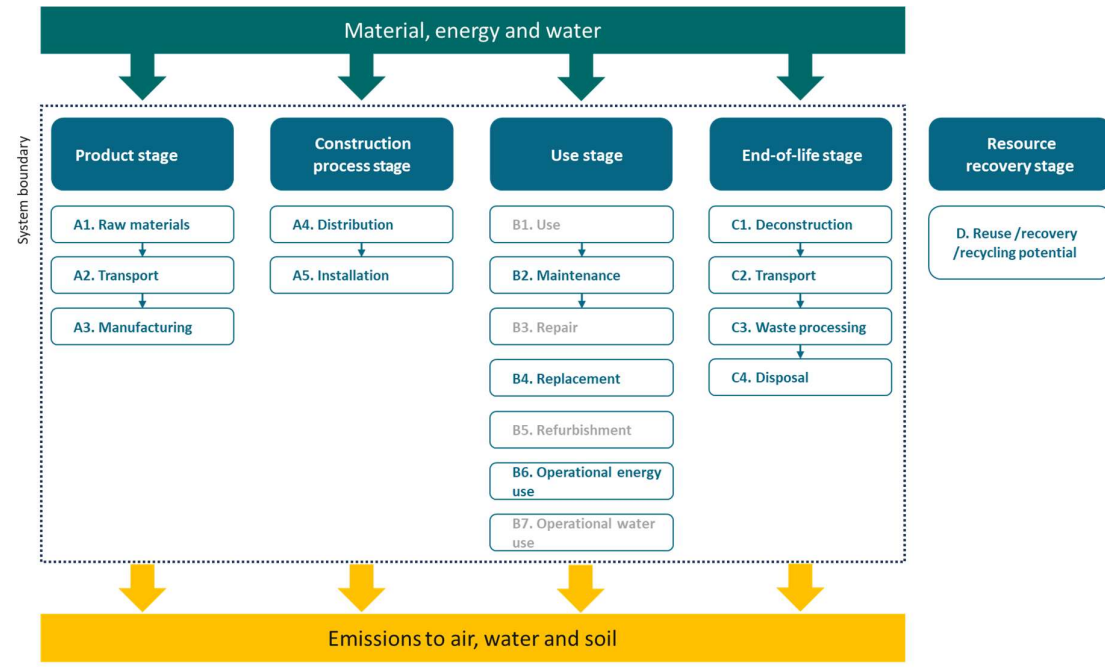 Material, energy and water
System boundary
Product stage
A1. Raw materials
A2. Transport
A3. Manufacturing
Construction
process stage
A4. Distribution
A5. Installation
Use stage
B1. Use
B2. Maintenance
B3. Repair
B4. Replacement
B5. Refurbishment
B6. Operational energy
use
B7. Operational water
use
End-of-life stage
C1. Deconstruction
C2. Transport
C3. Waste processing
C4. Disposal
Resource
recovery stage
D. Reuse /recovery
/recycling potential
Emissions to air, water and soil